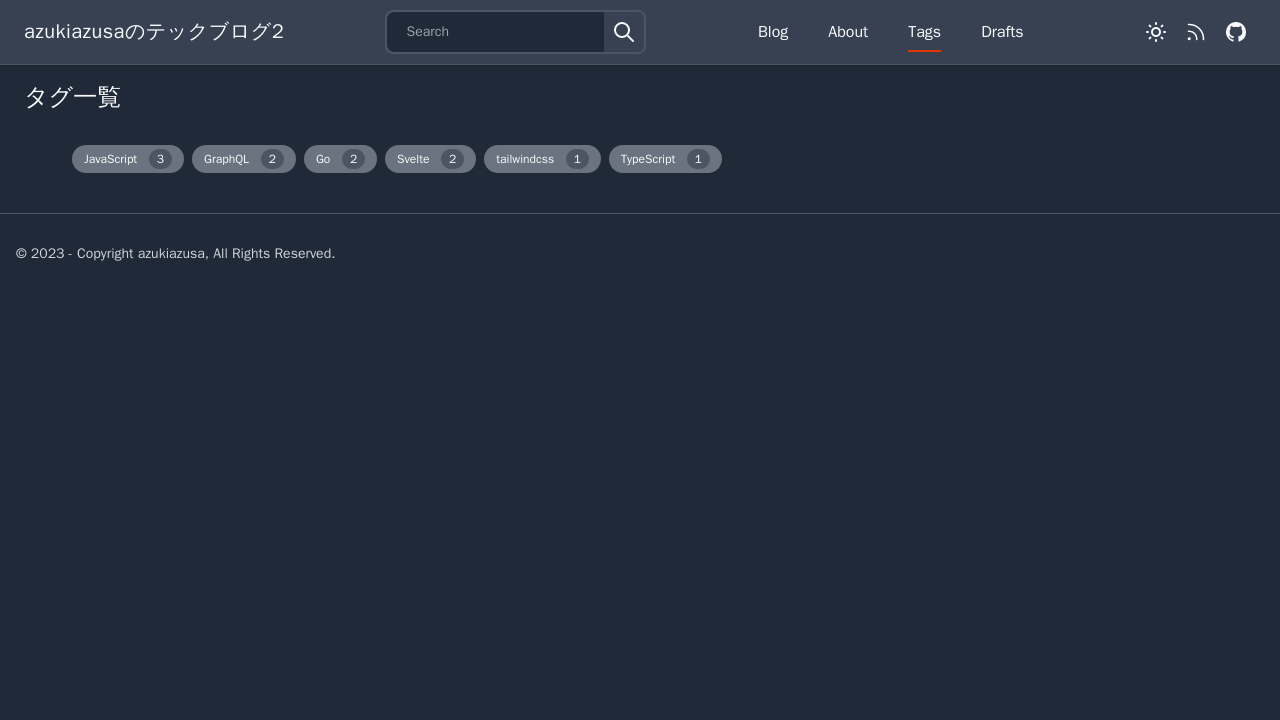 azukiazusaのテックブログ2 Search Blog About Tags Drafts
タグ一覧
JavaScript 3 GraphQL 2 Go 2 Svelte 2 tailwindcss 1 TypeScript 1
© 2023 - Copyright azukiazusa, All Rights Reserved.